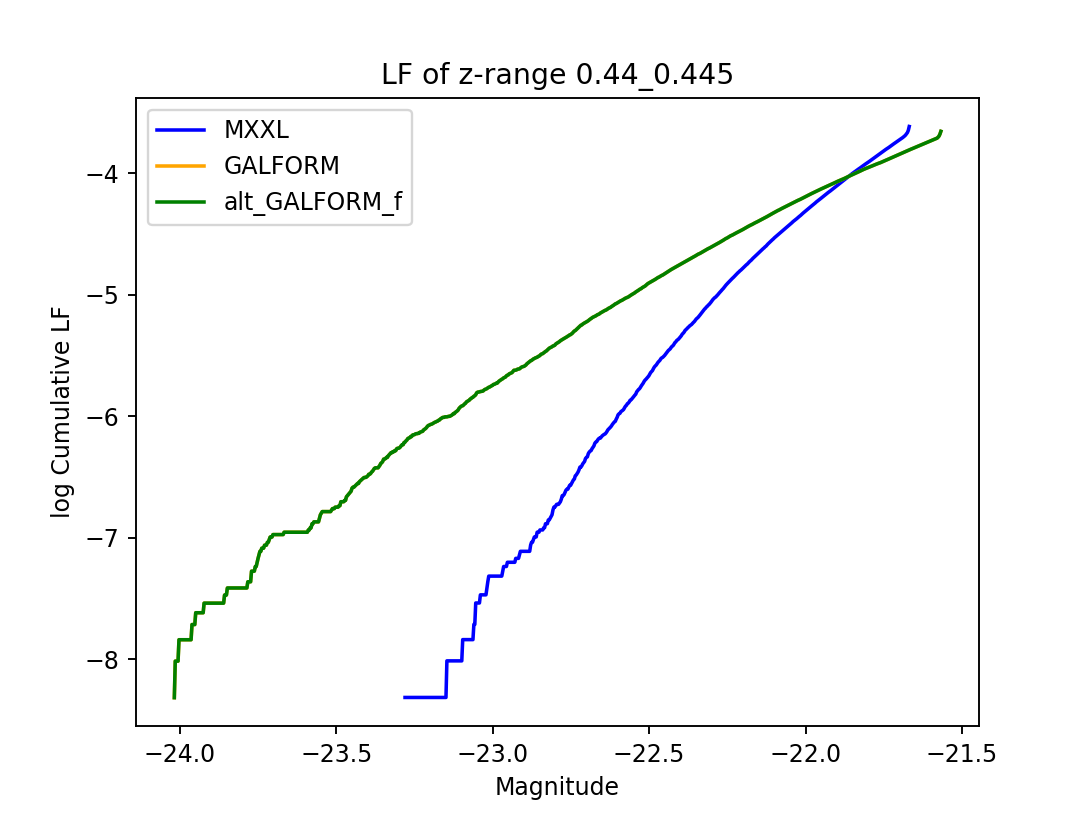 LF of z-range 0.44_0.445
MXXL
GALFORM
alt_GALFORM_f
log Cumulative LF
−4
−5
−6
−7
−8
−24.0 −23.5 −23.0 −22.5 −22.0 −21.5
Magnitude